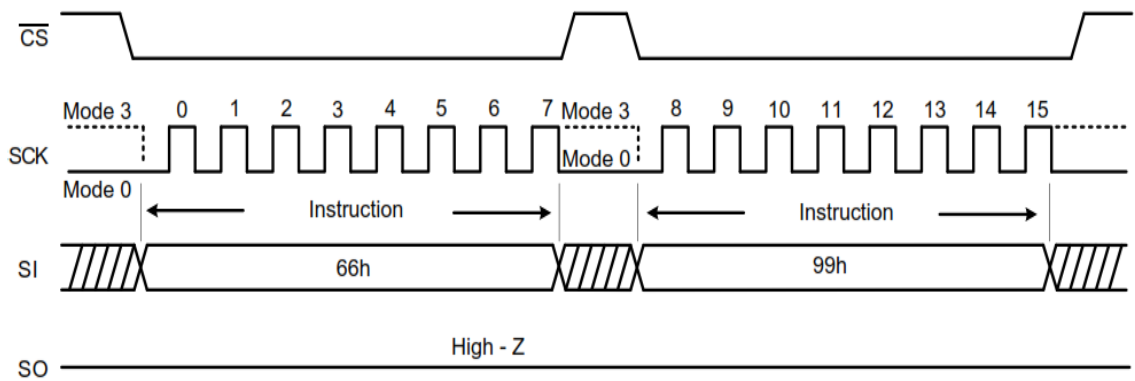 CS
Mode 3 0 1 2 3 4 5 6 7 Mode 3 8 9 10 11 12 13 14 15
SCK Mode 0
Mode 0
Instruction Instruction
SI 66h 99h
High - Z
SO